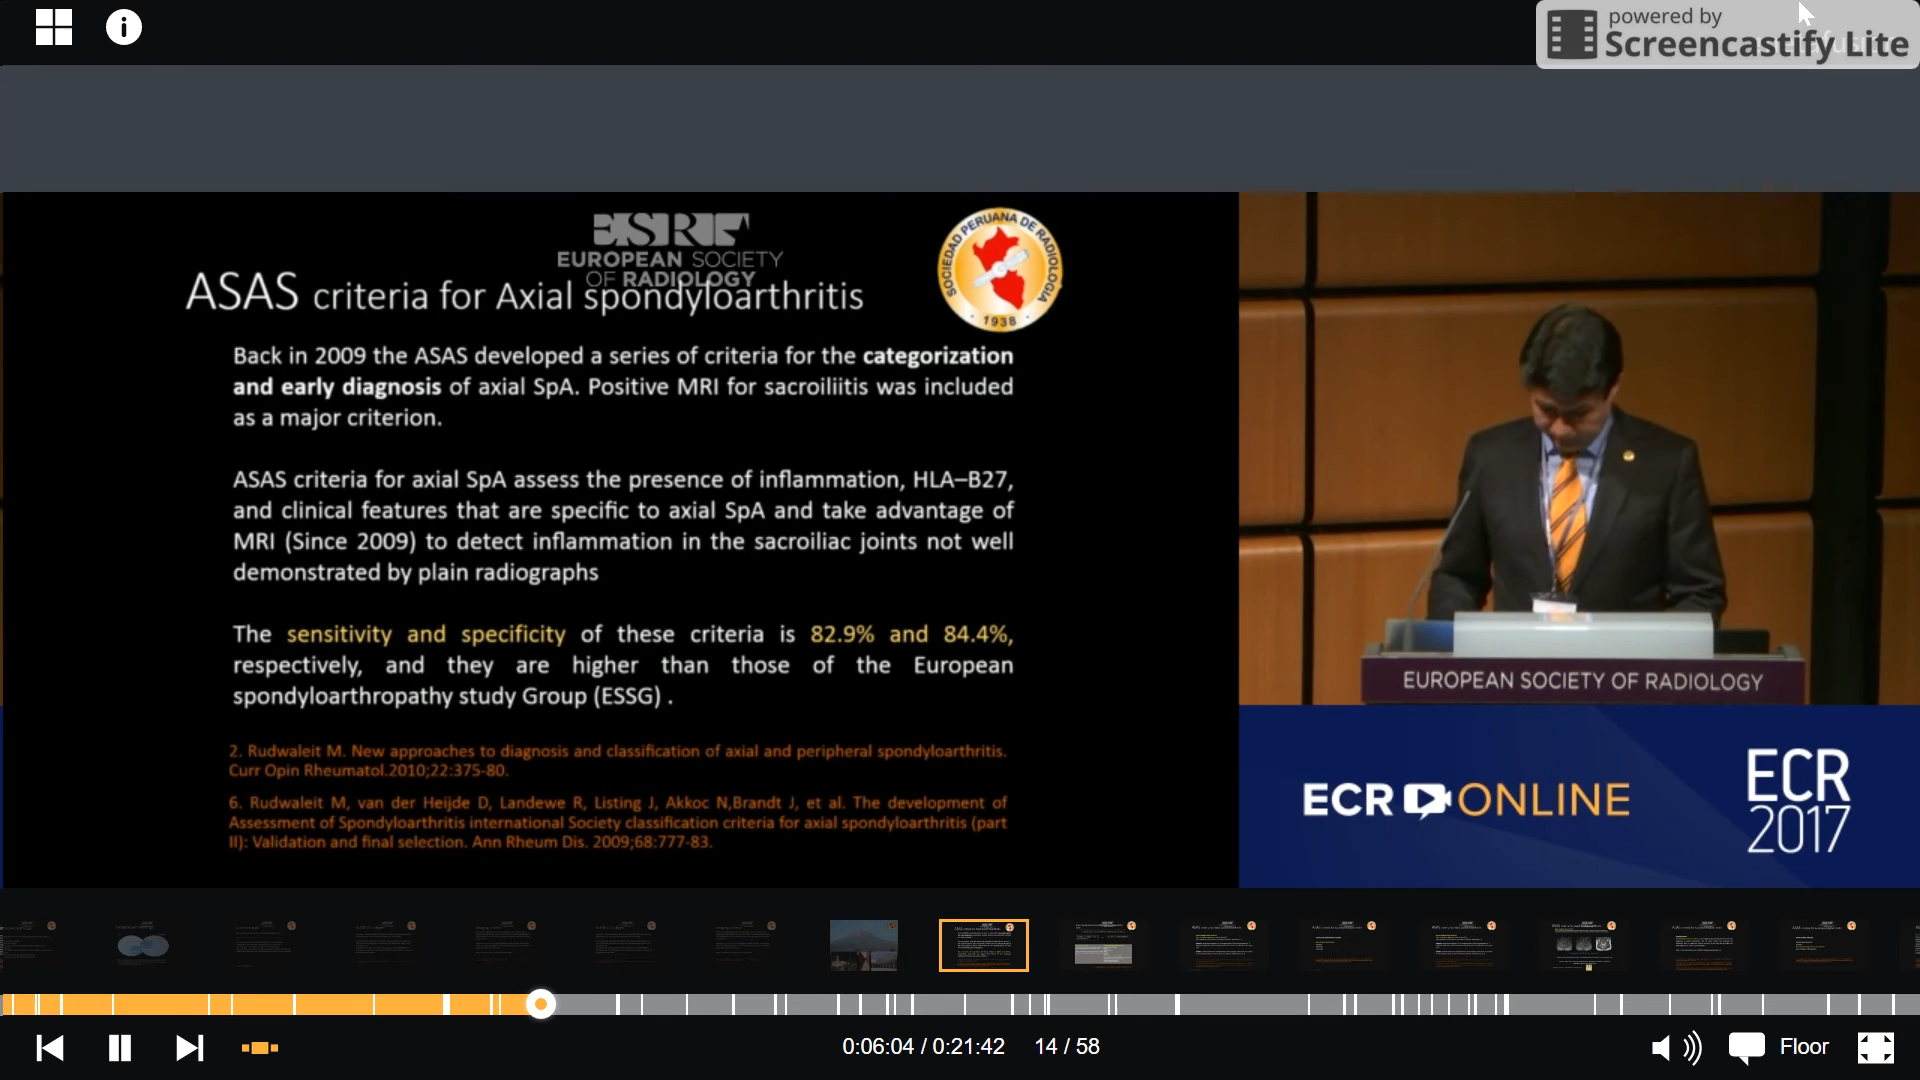 powered by
Screencastify Lite
ESR
EUROPEAN SOCIETY
OF RADIOLOGY
SOCIEDAD PERUANA DE RADIOLOGIA
· 1938 ·
ASAS criteria for Axial spondyloarthritis
Back in 2009 the ASAS developed a series of criteria for the categorization
and early diagnosis of axial SpA. Positive MRI for sacroiliitis was included
as a major criterion.
ASAS criteria for axial SpA assess the presence of inflammation, HLA–B27,
and clinical features that are specific to axial SpA and take advantage of
MRI (Since 2009) to detect inflammation in the sacroiliac joints not well
demonstrated by plain radiographs
The sensitivity and specificity of these criteria is 82.9% and 84.4%,
respectively, and they are higher than those of the European
spondyloarthropathy study Group (ESSG) .
2. Rudwaleit M. New approaches to diagnosis and classification of axial and peripheral spondyloarthritis.
Curr Opin Rheumatol.2010;22:375-80.
6. Rudwaleit M, van der Heijde D, Landewe R, Listing J, Akkoc N,Brandt J, et al. The development of
Assessment of Spondyloarthritis international Society classification criteria for axial spondyloarthritis (part
II): Validation and final selection. Ann Rheum Dis. 2009;68:777-83.
EUROPEAN SOCIETY OF RADIOLOGY
ECR ONLINE
ECR
2017
0:06:04 / 0:21:42 14 / 58
Floor